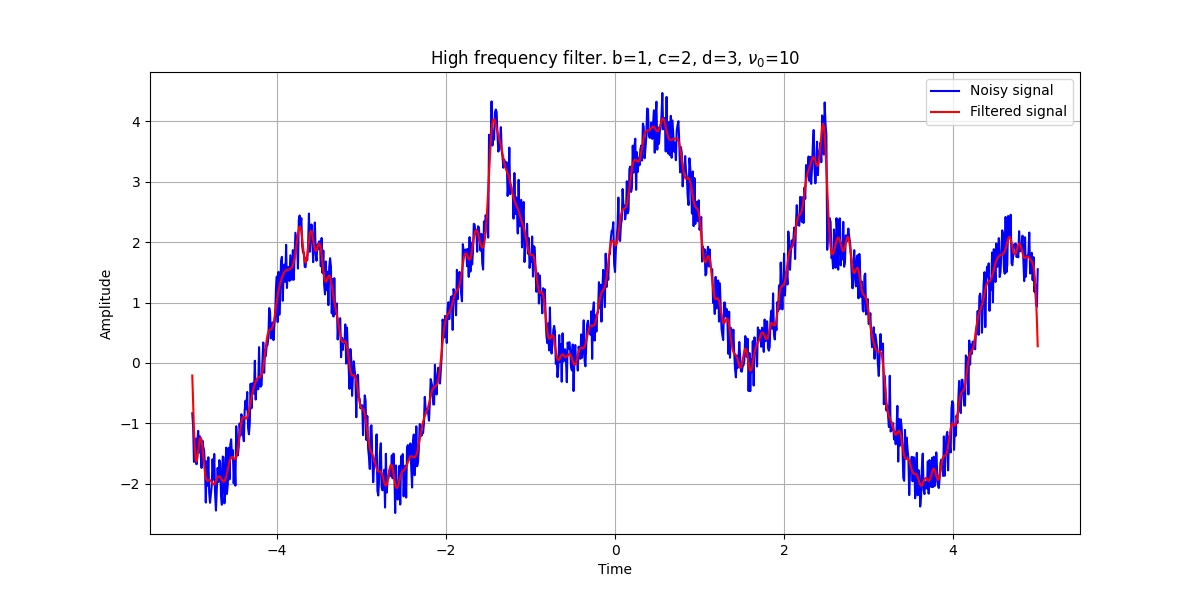 High frequency filter. b=1, c=2, d=3, ν₀=10
Noisy signal
Filtered signal
Amplitude
4
3
2
1
0
−1
−2
−4
−2
0
2
4
Time